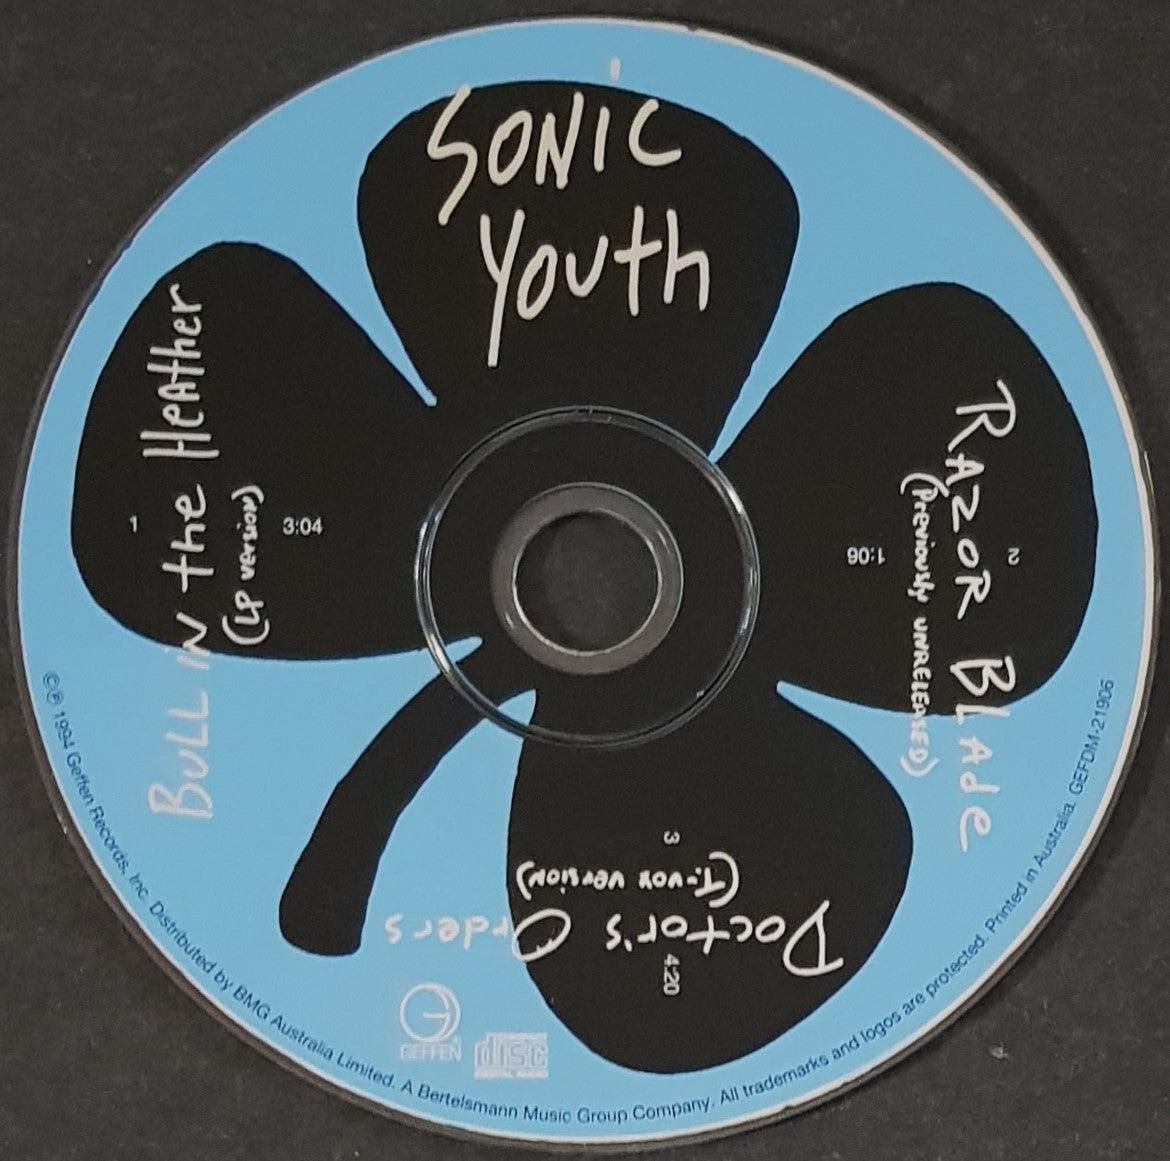 SONIC
Youth
1
BuLL iN the HeAther
(LP version)
3:04
2
RAZOR BLAde
(Previously unreleased)
1:06
3
(T-vox version)
Doctor's Orders
4:20
GEFFEN
disc
DIGITAL AUDIO
©℗ 1994 Geffen Records, Inc. Distributed by BMG Australia Limited. A Bertelsmann Music Group Company. All trademarks and logos are protected. Printed in Australia. GEFDM-21906